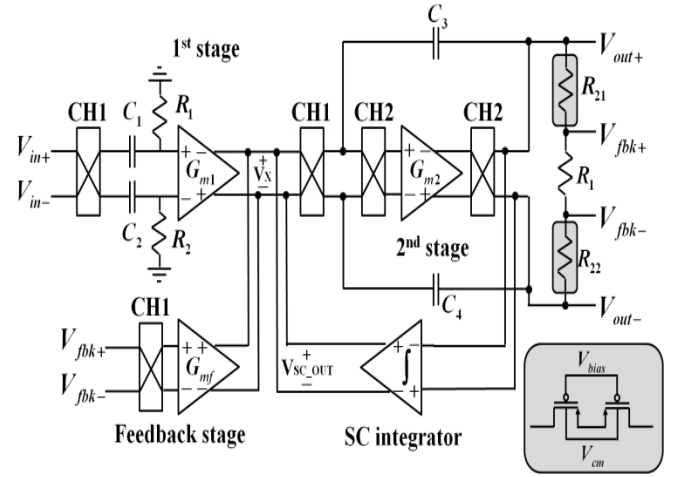 1st stage
CH1
C1
R1
Vin+
Vin−
+ −
Gm1
− +
C2
R2
+
VX
−
CH1
CH2
C3
+ −
Gm2
− +
CH2
2nd stage
C4
Vout+
R21
Vfbk+
R1
Vfbk−
R22
Vout−
CH1
Vfbk+
Vfbk−
+ +
Gmf
− −
Feedback stage
+
VSC_OUT
−
+ −
∫
− +
SC integrator
Vbias
Vcm